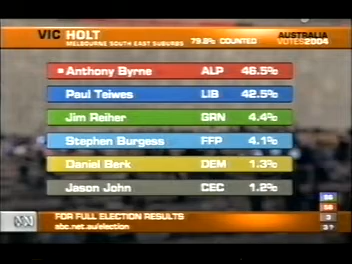 VIC HOLT
MELBOURNE SOUTH EAST SUBURBS
79.8% COUNTED
AUSTRALIA
VOTES2004
Anthony Byrne ALP 46.5%
Paul Teiwes LIB 42.5%
Jim Reiher GRN 4.4%
Stephen Burgess FFP 4.1%
Daniel Berk DEM 1.3%
Jason John CEC 1.2%
FOR FULL ELECTION RESULTS
abc.net.au/election